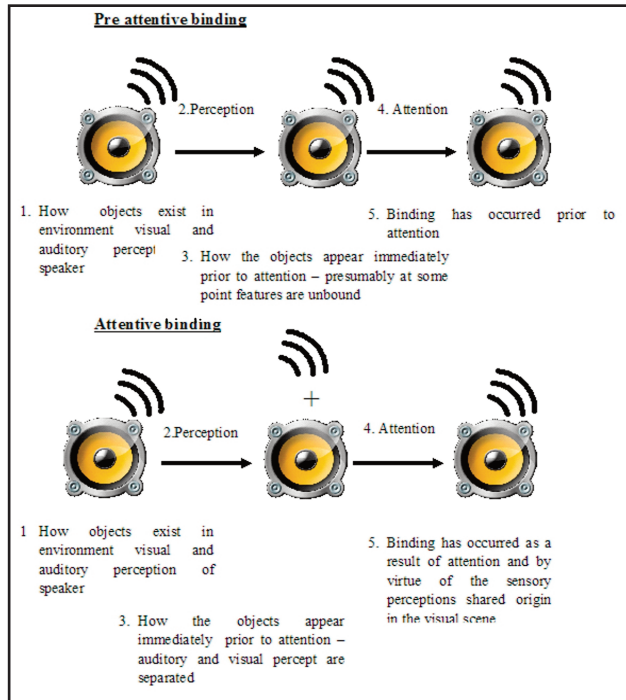 Pre attentive binding
2.Perception
4. Attention
1. How objects exist in
environment visual and
auditory percept
speaker
5. Binding has occurred prior to
attention
3. How the objects appear immediately
prior to attention – presumably at some
point features are unbound
Attentive binding
+
2.Perception
4. Attention
1 How objects exist in
environment visual and
auditory perception of
speaker
5. Binding has occurred as a
result of attention and by
virtue of the sensory
perceptions shared origin
in the visual scene
3. How the objects appear
immediately prior to attention –
auditory and visual percept are
separated